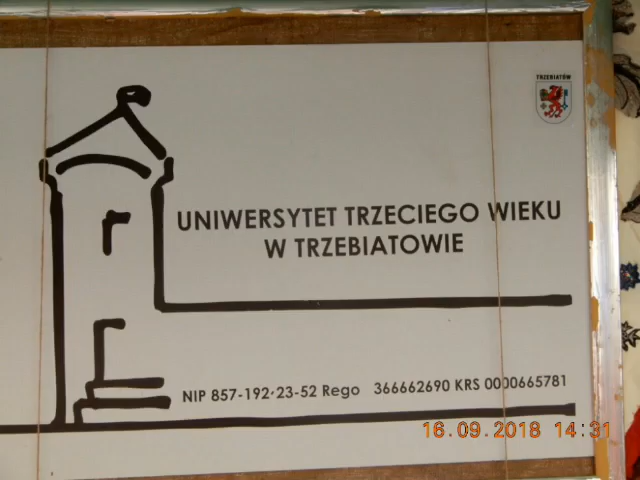 TRZEBIATÓW
UNIWERSYTET TRZECIEGO WIEKU
W TRZEBIATOWIE
NIP 857-192-23-52 Rego 366662690 KRS 0000665781
16.09.2018 14:31